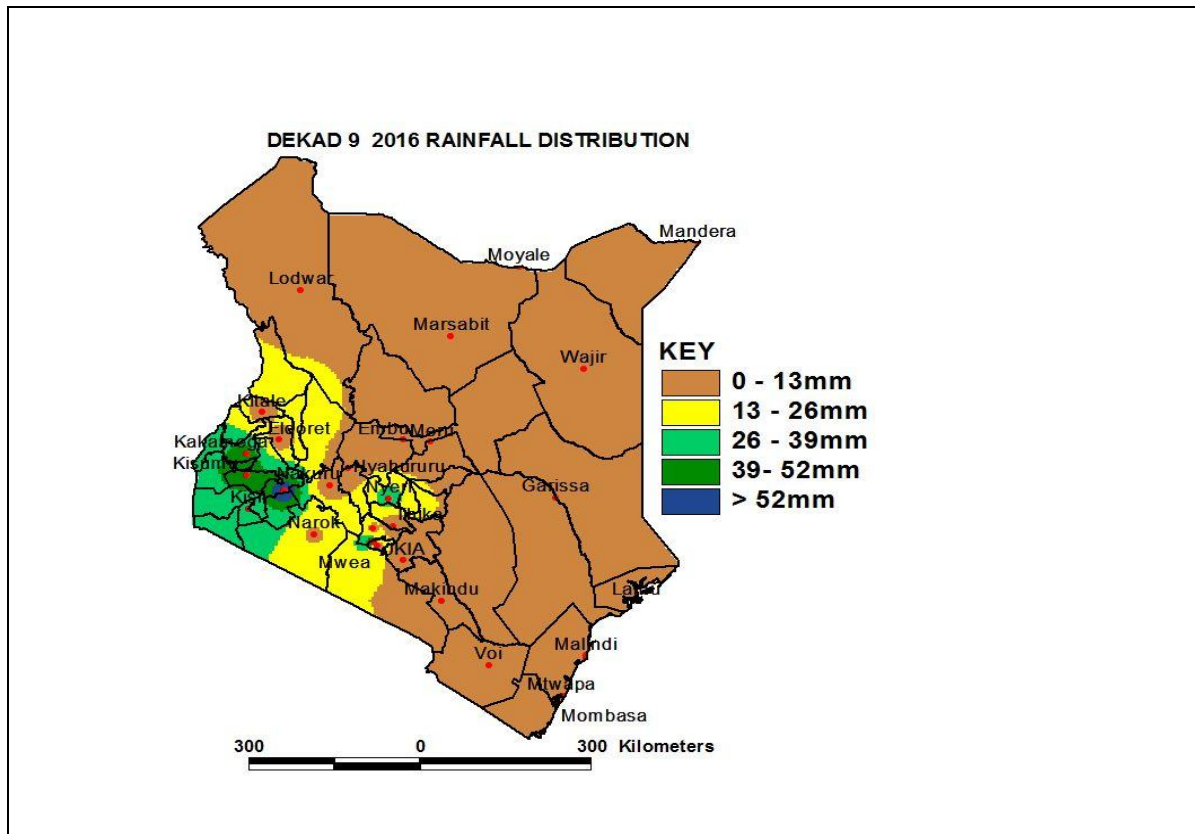 DEKAD 9 2016 RAINFALL DISTRIBUTION
Mandera
Moyale
Lodwar
Marsabit
Wajir
KEY
0 - 13mm
13 - 26mm
26 - 39mm
39- 52mm
> 52mm
Kitale
Eldoret
Embu
Meru
Kakamega
Kisumu
Nakuru
Nyahururu
Nyeri
Garissa
Kisii
Narok
Thika
JKIA
Mwea
Makindu
Lamu
Voi
Malindi
Mtwapa
Mombasa
300 0 300 Kilometers